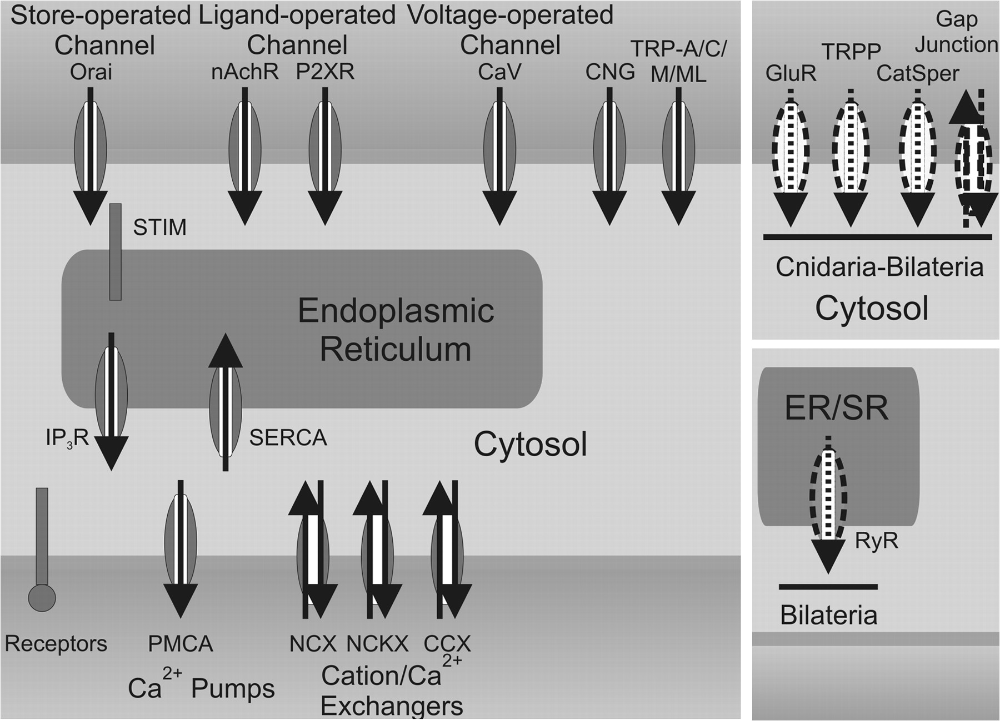 Store-operated
Channel
Orai
Ligand-operated
Channel
nAchR P2XR
Voltage-operated
Channel
CaV
CNG
TRP-A/C/
M/ML
STIM
Endoplasmic
Reticulum
IP3R
SERCA
Cytosol
Receptors
PMCA
Ca2+ Pumps
NCX NCKX CCX
Cation/Ca2+
Exchangers
Gap
Junction
TRPP
GluR
CatSper
Cnidaria-Bilateria
Cytosol
ER/SR
RyR
Bilateria